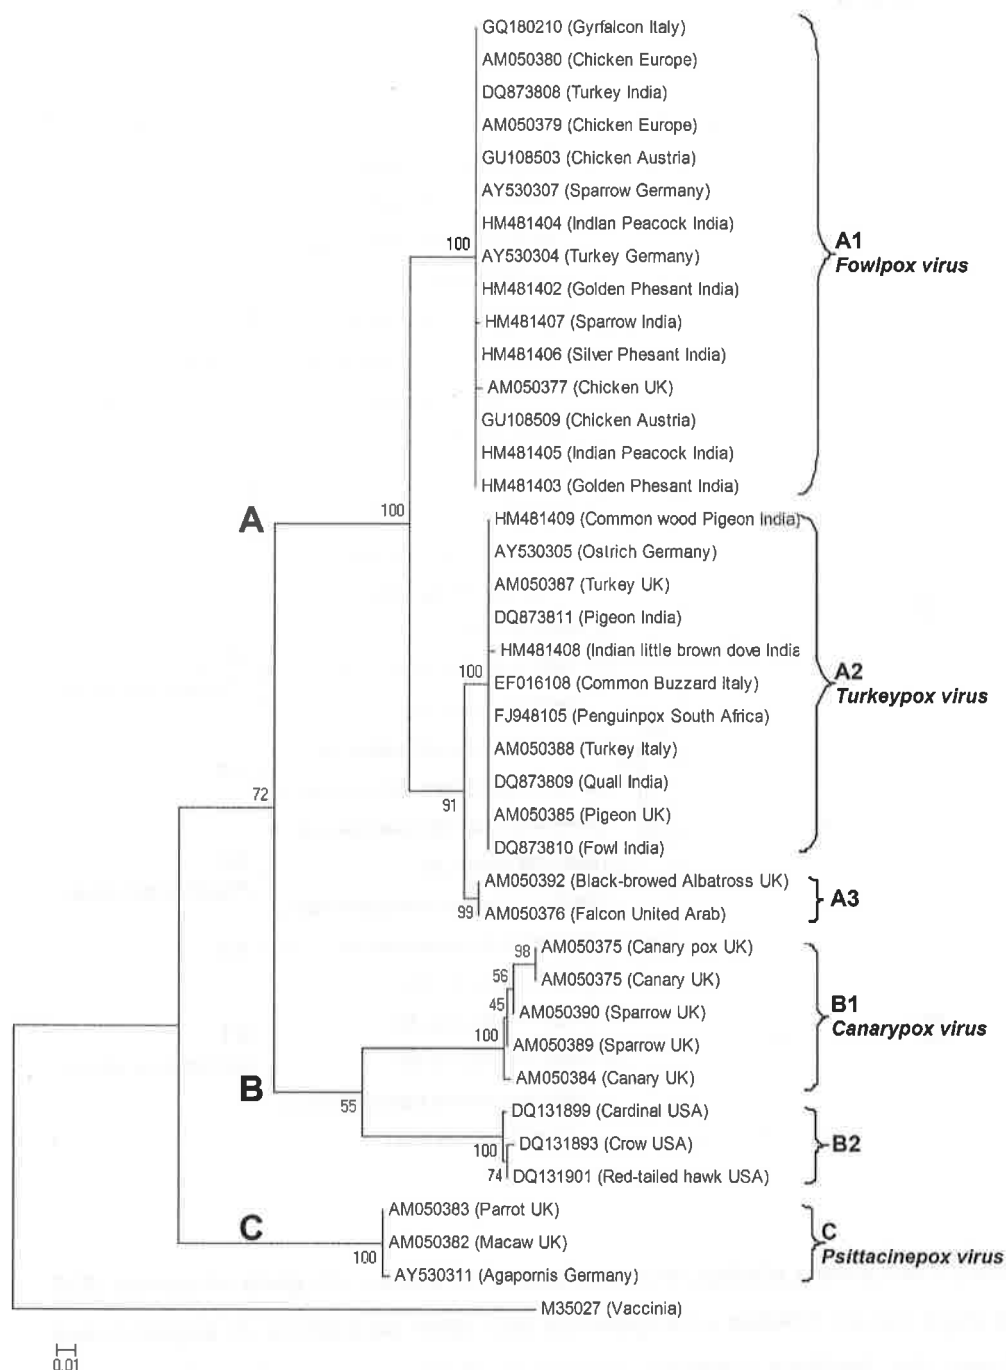 GQ180210 (Gyrfalcon Italy)
AM050380 (Chicken Europe)
DQ873808 (Turkey India)
AM050379 (Chicken Europe)
GU108503 (Chicken Austria)
AY530307 (Sparrow Germany)
HM481404 (Indian Peacock India)
100
AY530304 (Turkey Germany)
A1
Fowlpox virus
HM481402 (Golden Phesant India)
HM481407 (Sparrow India)
HM481406 (Silver Phesant India)
AM050377 (Chicken UK)
GU108509 (Chicken Austria)
HM481405 (Indian Peacock India)
HM481403 (Golden Phesant India)
A
100
HM481409 (Common wood Pigeon India)
AY530305 (Ostrich Germany)
AM050387 (Turkey UK)
DQ873811 (Pigeon India)
HM481408 (Indian little brown dove India
100
EF016108 (Common Buzzard Italy)
A2
Turkeypox virus
FJ948105 (Penguinpox South Africa)
AM050388 (Turkey Italy)
DQ873809 (Quail India)
72
91
AM050385 (Pigeon UK)
DQ873810 (Fowl India)
AM050392 (Black-browed Albatross UK)
A3
99
AM050376 (Falcon United Arab)
98
AM050375 (Canary pox UK)
56
AM050375 (Canary UK)
45
AM050390 (Sparrow UK)
B1
Canarypox virus
100
AM050389 (Sparrow UK)
AM050384 (Canary UK)
B
55
DQ131899 (Cardinal USA)
100
DQ131893 (Crow USA)
B2
74
DQ131901 (Red-tailed hawk USA)
AM050383 (Parrot UK)
C
100
AM050382 (Macaw UK)
C
Psittacinepox virus
AY530311 (Agapornis Germany)
M35027 (Vaccinia)
0.01